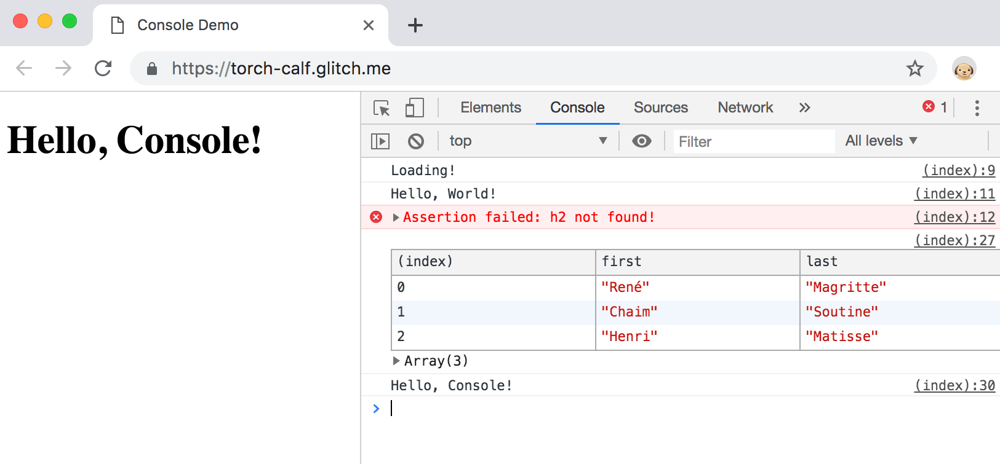 Console Demo
https://torch-calf.glitch.me
Hello, Console!
Elements Console Sources Network 1
top Filter All levels
Loading! (index):9
Hello, World! (index):11
Assertion failed: h2 not found! (index):12
(index):27
(index) first last
0 "René" "Magritte"
1 "Chaim" "Soutine"
2 "Henri" "Matisse"
Array(3)
Hello, Console! (index):30